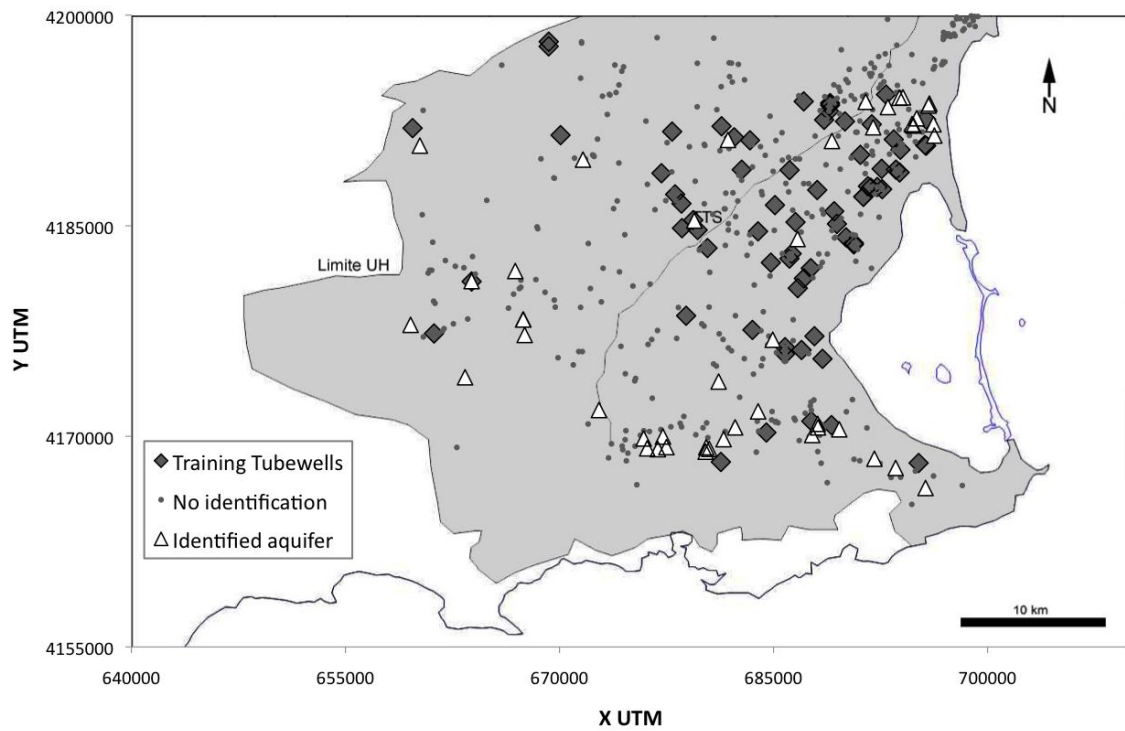 4200000
N
TS
4185000
Limite UH
Y UTM
4170000
Training Tubewells
No identification
Identified aquifer
10 km
4155000
640000 655000 670000 685000 700000
X UTM